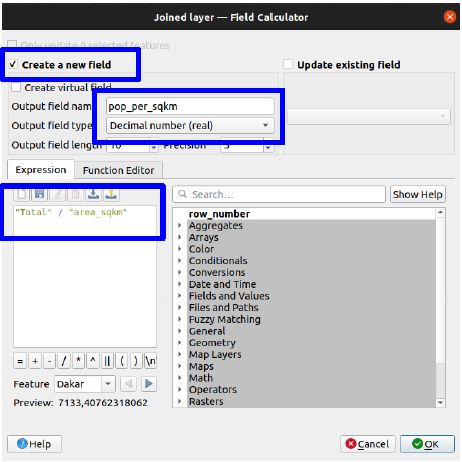 Joined layer — Field Calculator
Only update 0 selected features
Create a new field
Update existing field
Create virtual field
Output field name
pop_per_sqkm
Output field type
Decimal number (real)
Output field length 10 Precision 3
Expression
Function Editor
Search...
Show Help
"Total" / "area_sqkm"
row_number
Aggregates
Arrays
Color
Conditionals
Conversions
Date and Time
Fields and Values
Files and Paths
Fuzzy Matching
General
Geometry
Map Layers
Maps
Math
Operators
Rasters
= + - / * ^ || ( ) \n'
Feature Dakar
Preview: 7133,40762318062
Help
Cancel
OK